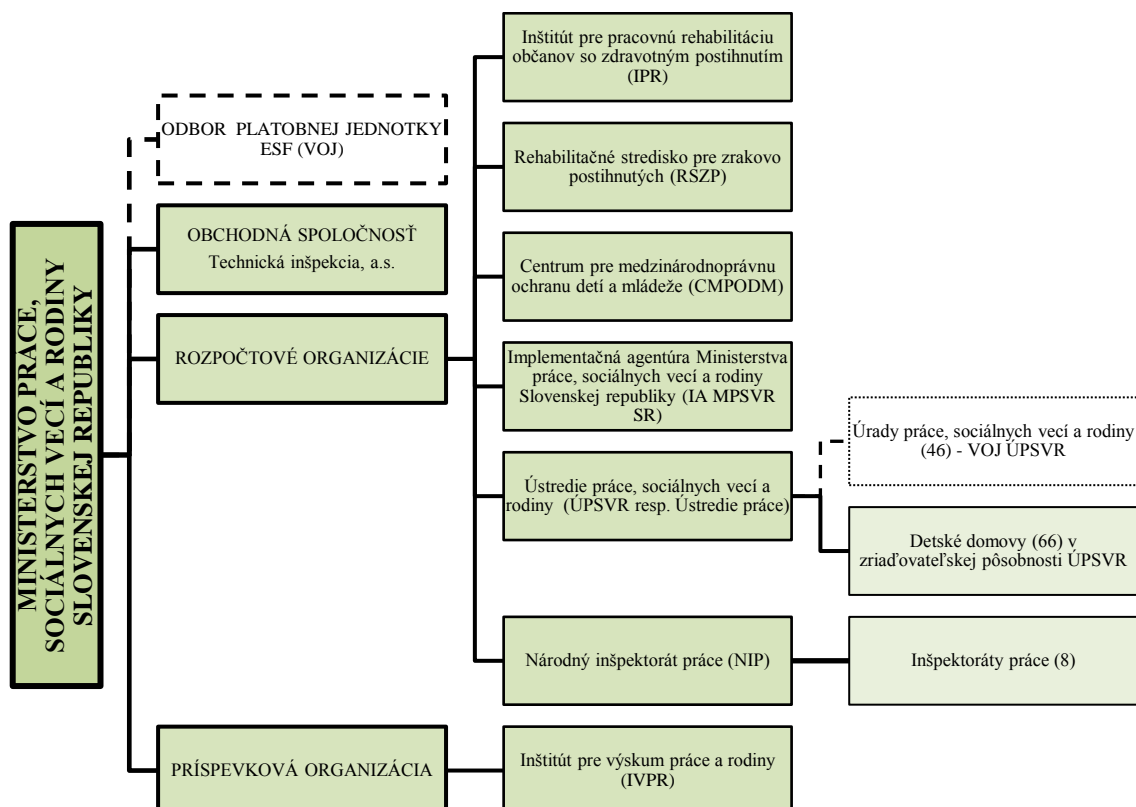 MINISTERSTVO PRÁCE,
SOCIÁLNYCH VECÍ A RODINY
SLOVENSKEJ REPUBLIKY
ODBOR PLATOBNEJ JEDNOTKY
ESF (VOJ)
OBCHODNÁ SPOLOČNOSŤ
Technická inšpekcia, a.s.
ROZPOČTOVÉ ORGANIZÁCIE
PRÍSPEVKOVÁ ORGANIZÁCIA
Inštitút pre pracovnú rehabilitáciu
občanov so zdravotným postihnutím
(IPR)
Rehabilitačné stredisko pre zrakovo
postihnutých (RSZP)
Centrum pre medzinárodnoprávnu
ochranu detí a mládeže (CMPODM)
Implementačná agentúra Ministerstva
práce, sociálnych vecí a rodiny
Slovenskej republiky (IA MPSVR
SR)
Ústredie práce, sociálnych vecí a
rodiny (ÚPSVR resp. Ústredie práce)
Národný inšpektorát práce (NIP)
Inštitút pre výskum práce a rodiny
(IVPR)
Úrady práce, sociálnych vecí a rodiny
(46) - VOJ ÚPSVR
Detské domovy (66) v
zriaďovateľskej pôsobnosti ÚPSVR
Inšpektoráty práce (8)